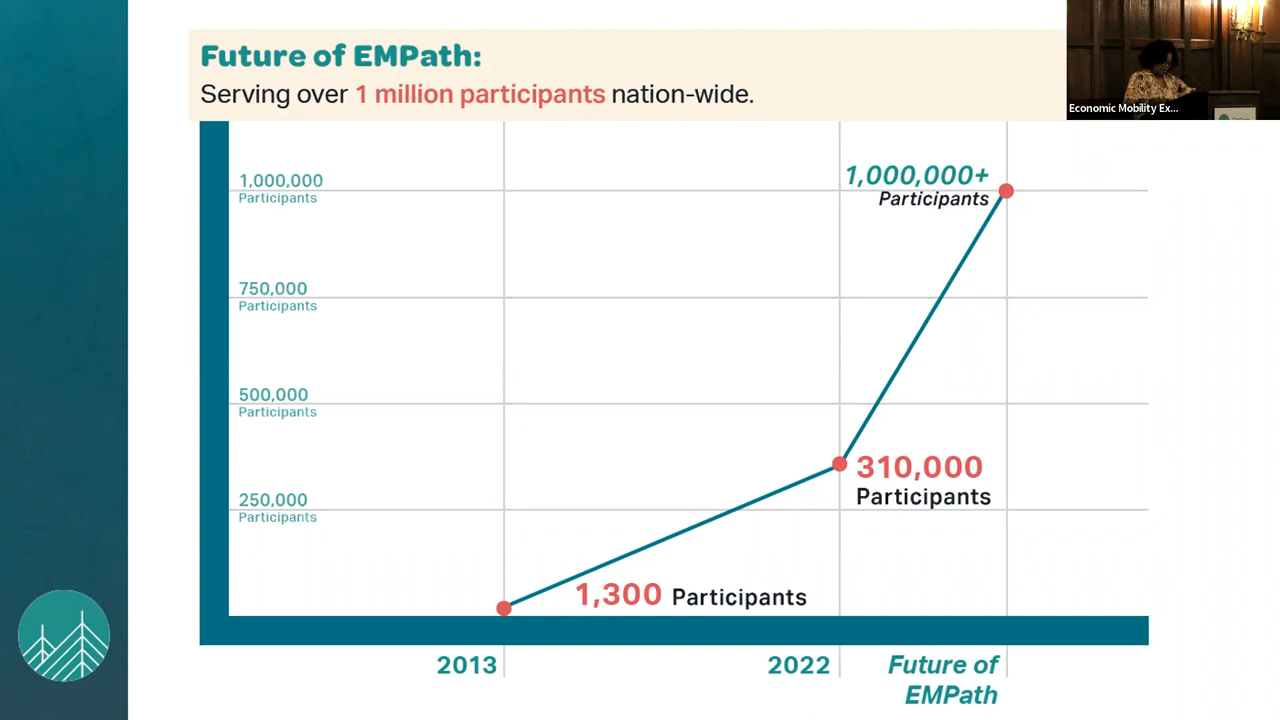 Future of EMPath:
Serving over 1 million participants nation-wide.
Economic Mobility Ex...
1,000,000
Participants
1,000,000+
Participants
750,000
Participants
500,000
Participants
310,000
Participants
250,000
Participants
1,300 Participants
2013
2022
Future of
EMPath